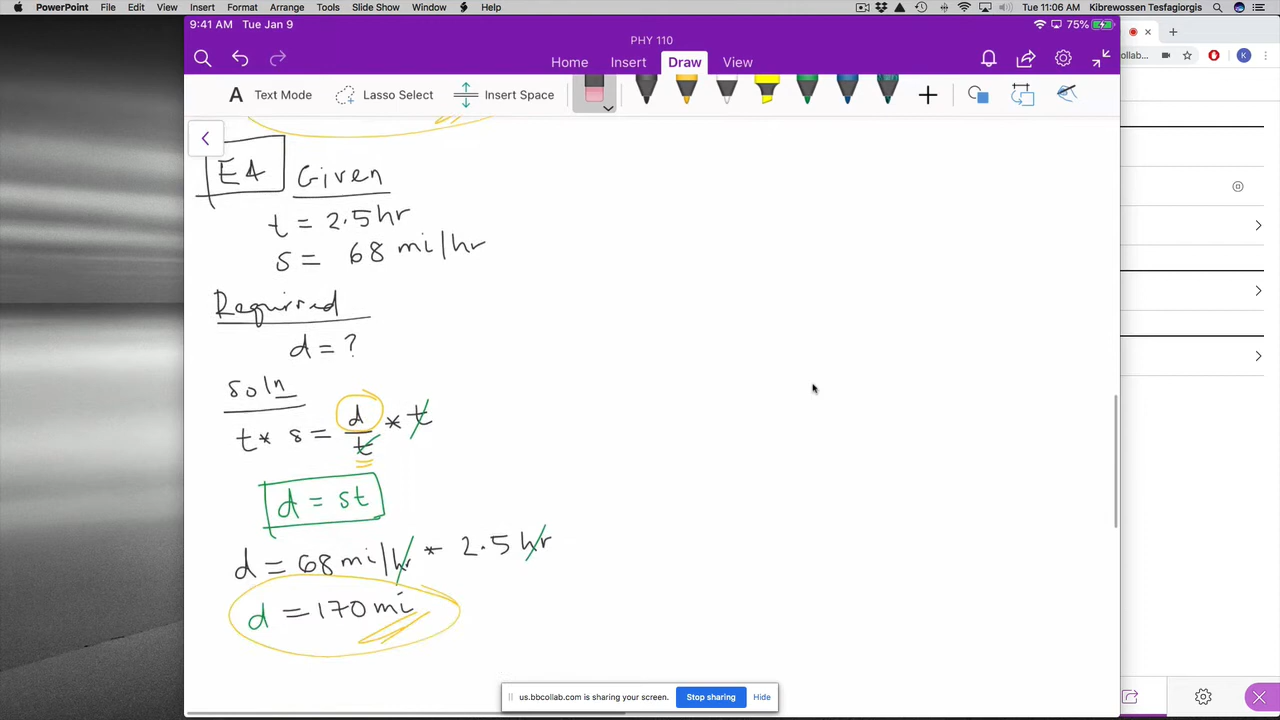 PowerPoint File Edit View Insert Format Arrange Tools Slide Show Window Help
Tue 11:06 AM Kibrewossen Tesfagiorgis
9:41 AM Tue Jan 9
75%
PHY 110
Home Insert Draw View
A Text Mode Lasso Select Insert Space
ollab...
K
E4 Given
t = 2.5 hr
s = 68 mi/hr
Required
d = ?
soln
t* s = d/t * t
d = st
d = 68 mi/hr * 2.5 hr
d = 170 mi
us.bbcollab.com is sharing your screen. Stop sharing Hide